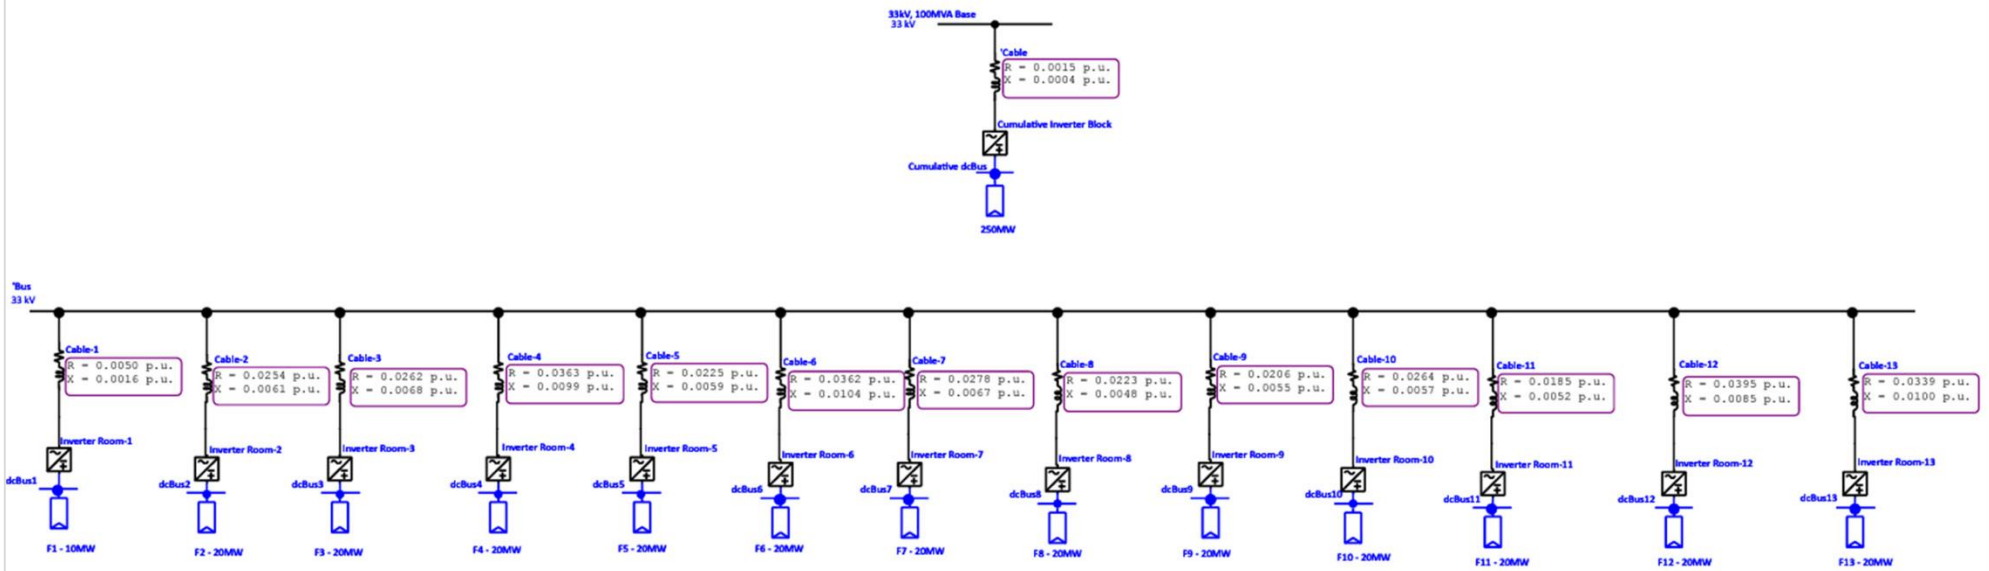 33kV, 100MVA Base
33 kV
'Cable
R = 0.0015 p.u.
X = 0.0004 p.u.
Cumulative Inverter Block
Cumulative dcBus
250MW
'Bus
33 kV
Cable-1
R = 0.0050 p.u.
X = 0.0016 p.u.
Inverter Room-1
dcBus1
F1 - 10MW
Cable-2
R = 0.0254 p.u.
X = 0.0061 p.u.
Inverter Room-2
dcBus2
F2 - 20MW
Cable-3
R = 0.0262 p.u.
X = 0.0068 p.u.
Inverter Room-3
dcBus3
F3 - 20MW
Cable-4
R = 0.0363 p.u.
X = 0.0099 p.u.
Inverter Room-4
dcBus4
F4 - 20MW
Cable-5
R = 0.0225 p.u.
X = 0.0059 p.u.
Inverter Room-5
dcBus5
F5 - 20MW
Cable-6
R = 0.0362 p.u.
X = 0.0104 p.u.
Inverter Room-6
dcBus6
F6 - 20MW
Cable-7
R = 0.0278 p.u.
X = 0.0067 p.u.
Inverter Room-7
dcBus7
F7 - 20MW
Cable-8
R = 0.0223 p.u.
X = 0.0048 p.u.
Inverter Room-8
dcBus8
F8 - 20MW
Cable-9
R = 0.0206 p.u.
X = 0.0055 p.u.
Inverter Room-9
dcBus9
F9 - 20MW
Cable-10
R = 0.0264 p.u.
X = 0.0057 p.u.
Inverter Room-10
dcBus10
F10 - 20MW
Cable-11
R = 0.0185 p.u.
X = 0.0052 p.u.
Inverter Room-11
dcBus11
F11 - 20MW
Cable-12
R = 0.0395 p.u.
X = 0.0085 p.u.
Inverter Room-12
dcBus12
F12 - 20MW
Cable-13
R = 0.0339 p.u.
X = 0.0100 p.u.
Inverter Room-13
dcBus13
F13 - 20MW